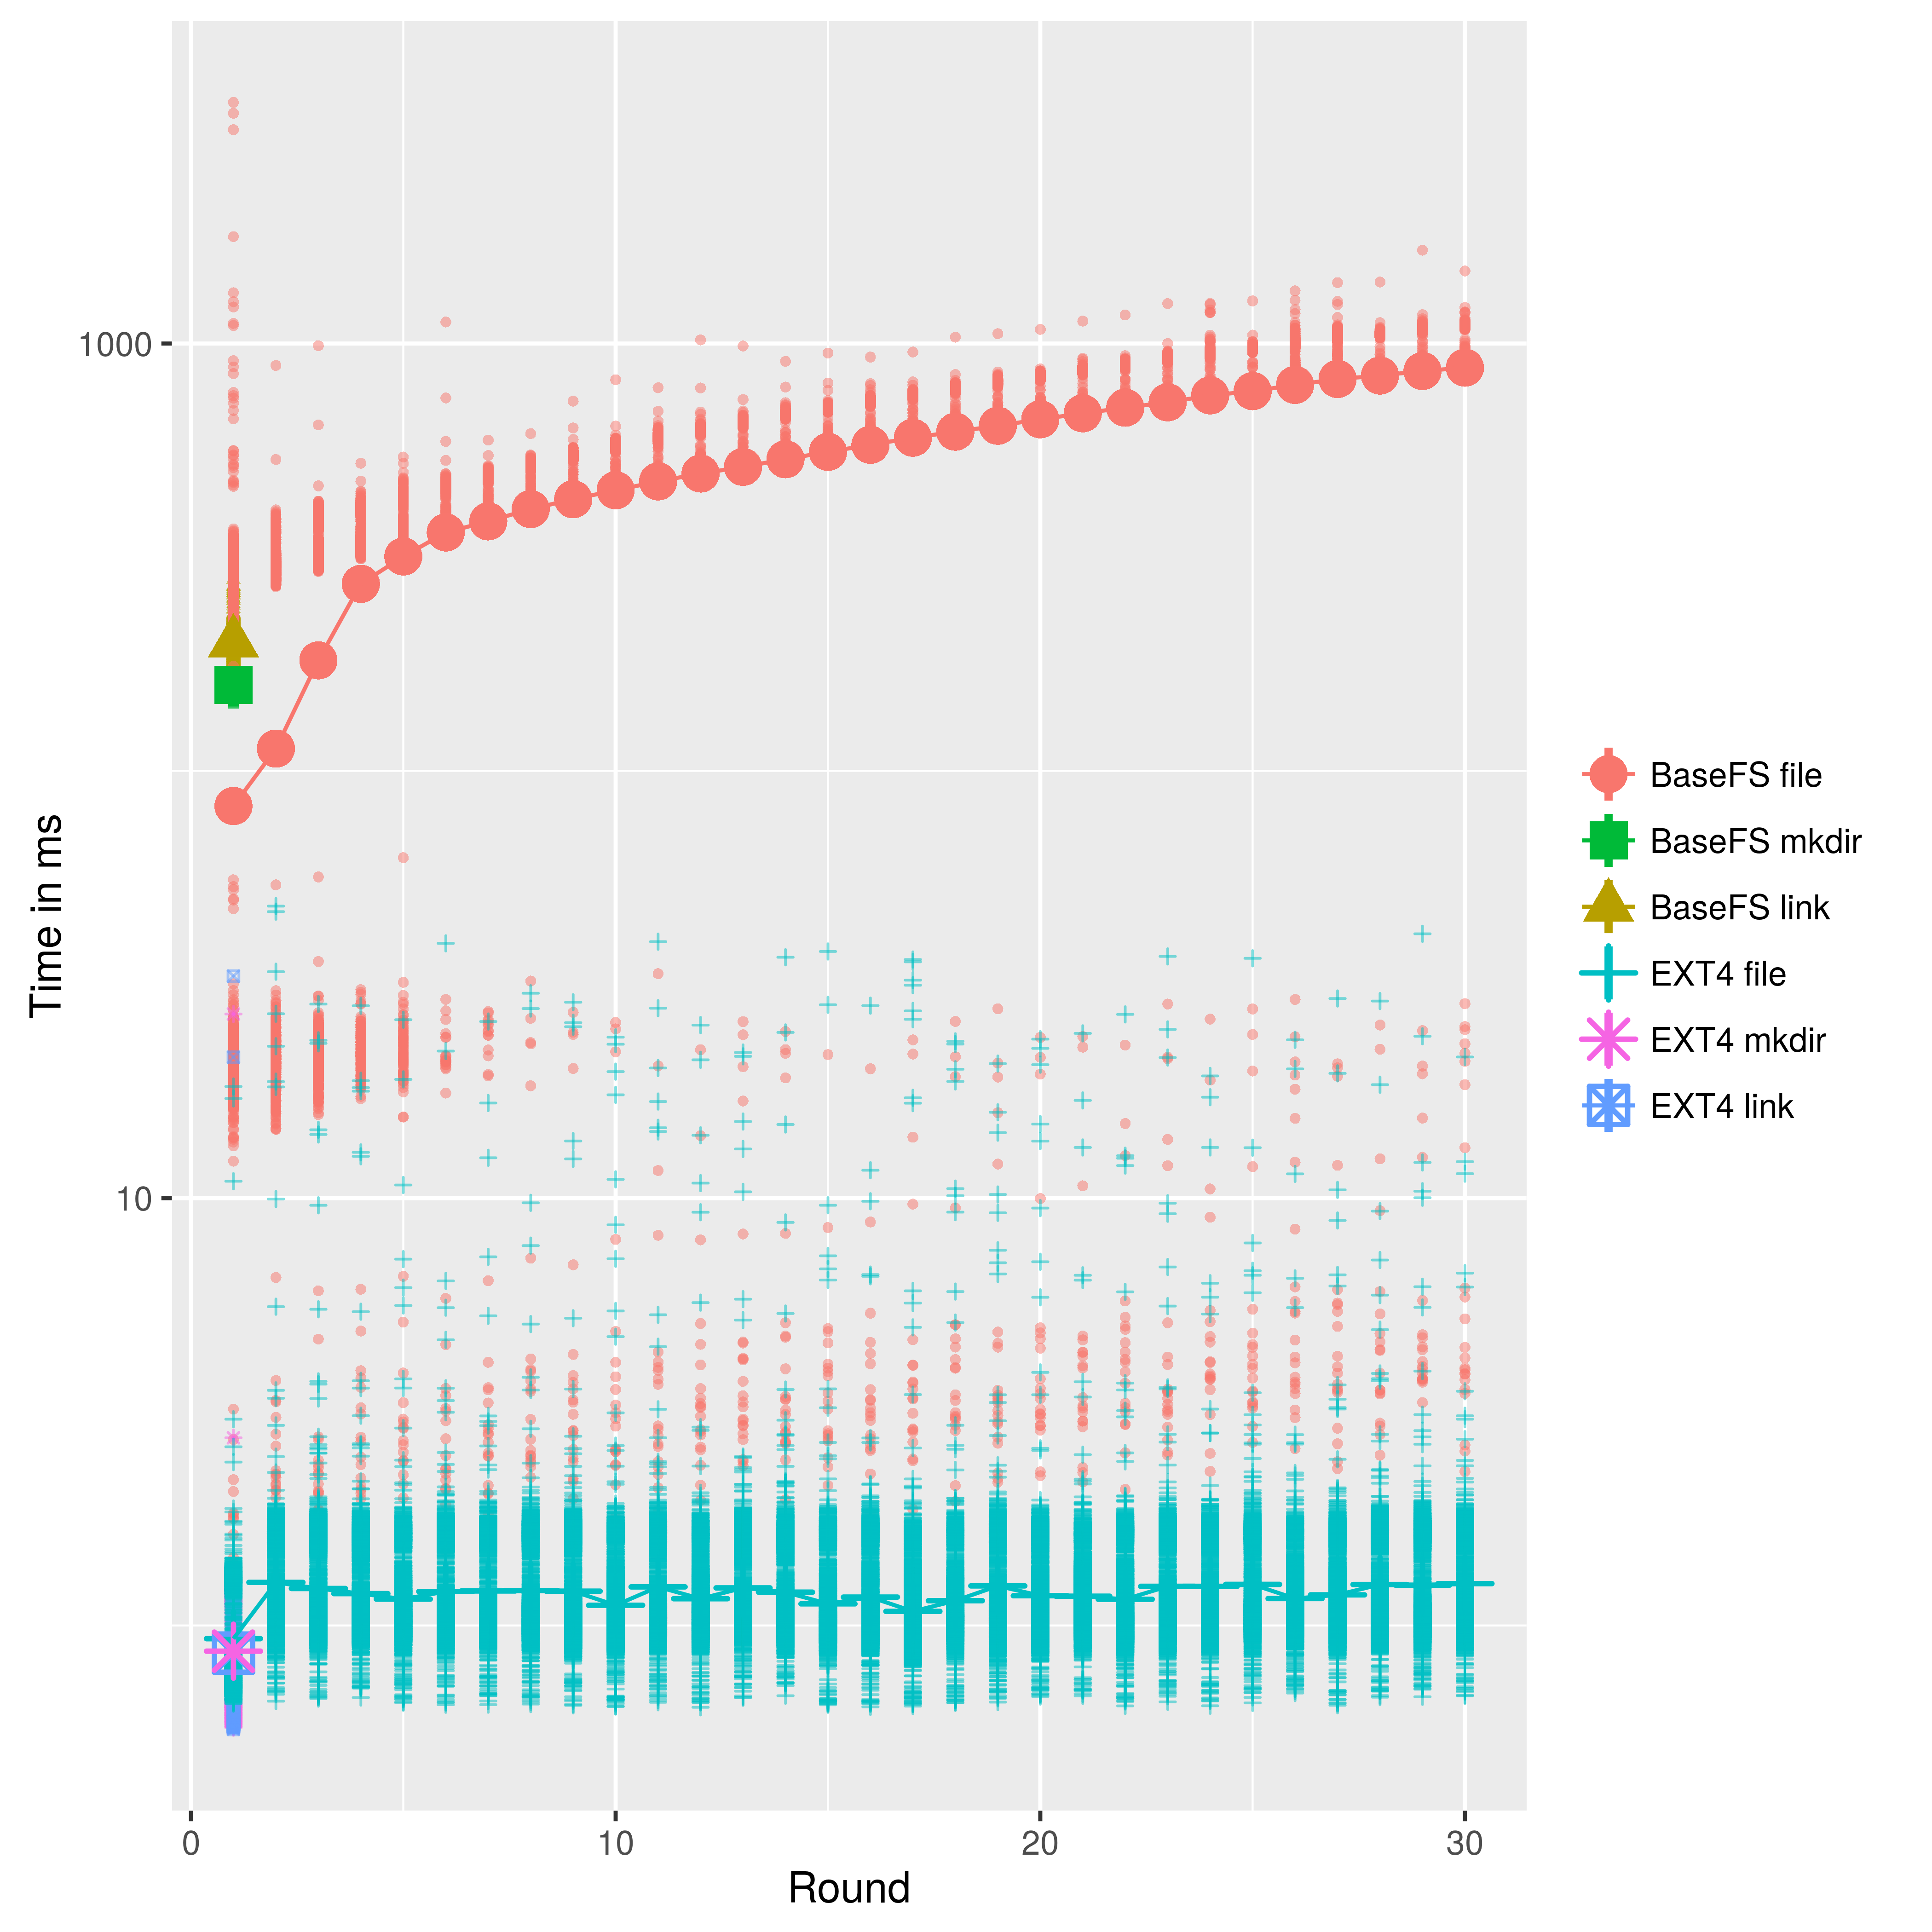 1000
10
Time in ms
0
10
20
30
Round
BaseFS file
BaseFS mkdir
BaseFS link
EXT4 file
EXT4 mkdir
EXT4 link